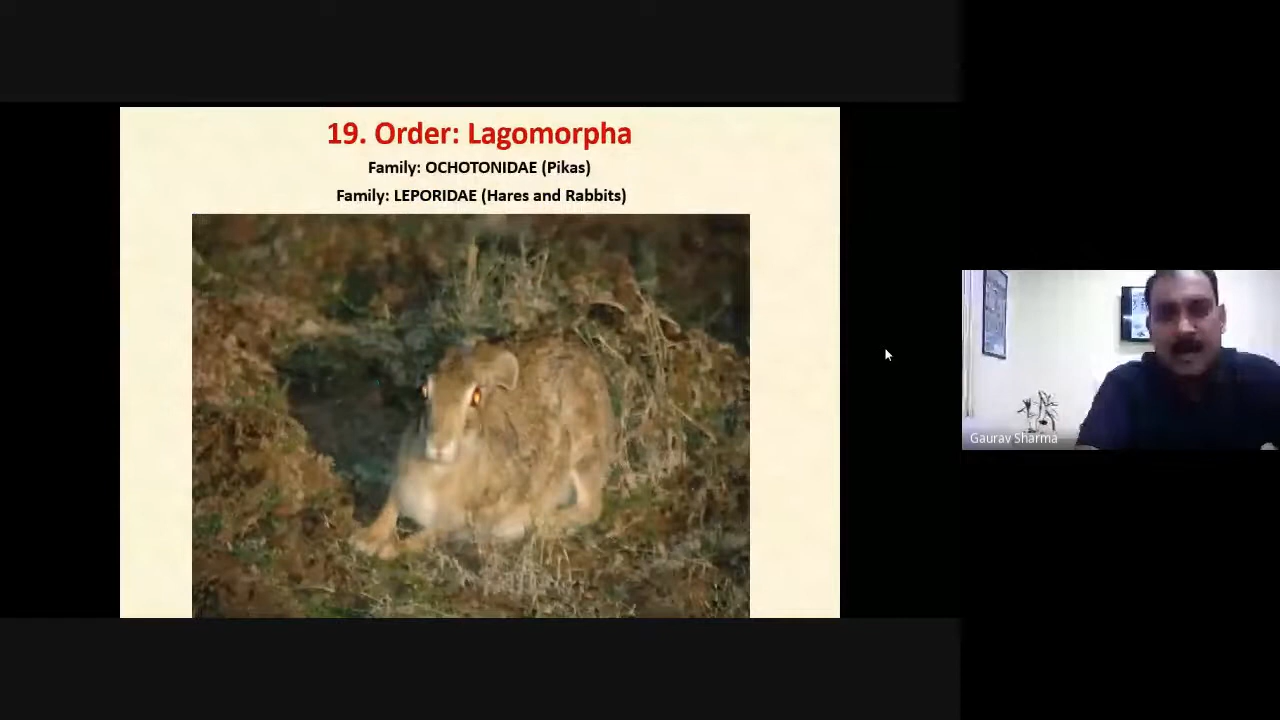 19. Order: Lagomorpha
Family: OCHOTONIDAE (Pikas)
Family: LEPORIDAE (Hares and Rabbits)
Gaurav Sharma